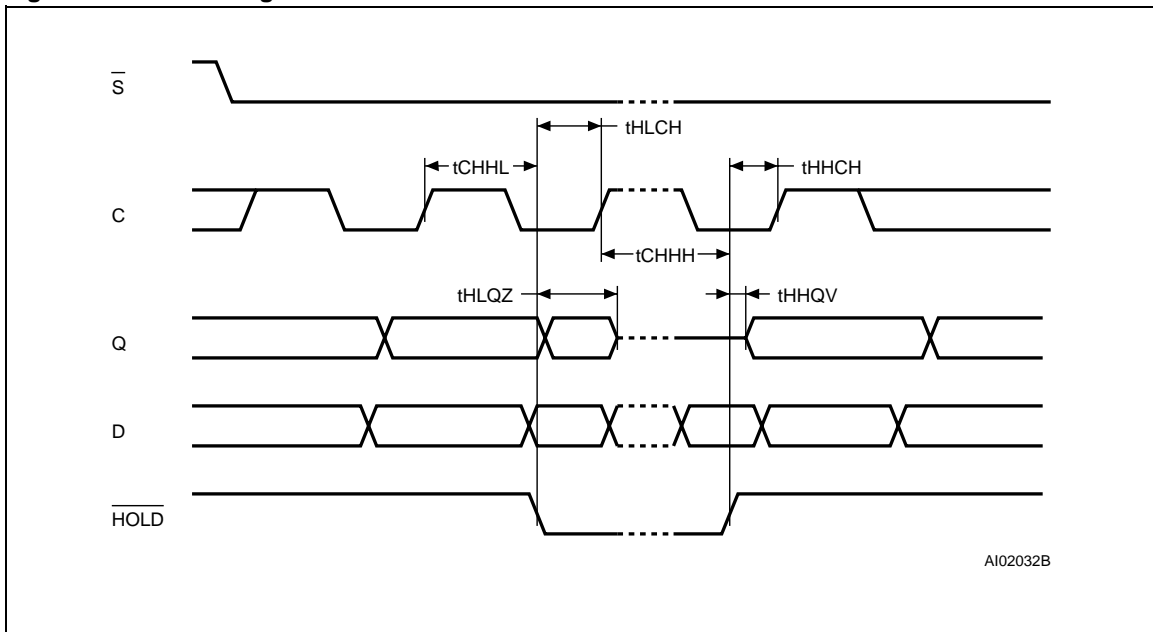 S
tHLCH
tCHHL
tHHCH
C
tCHHH
tHLQZ
tHHQV
Q
D
HOLD
AI02032B